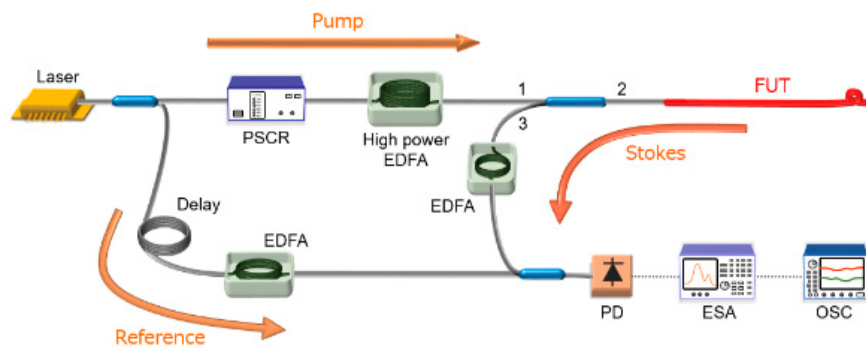 Pump
Laser
PSCR
High power
EDFA
1
2
3
FUT
Stokes
EDFA
Delay
EDFA
Reference
PD
ESA
OSC